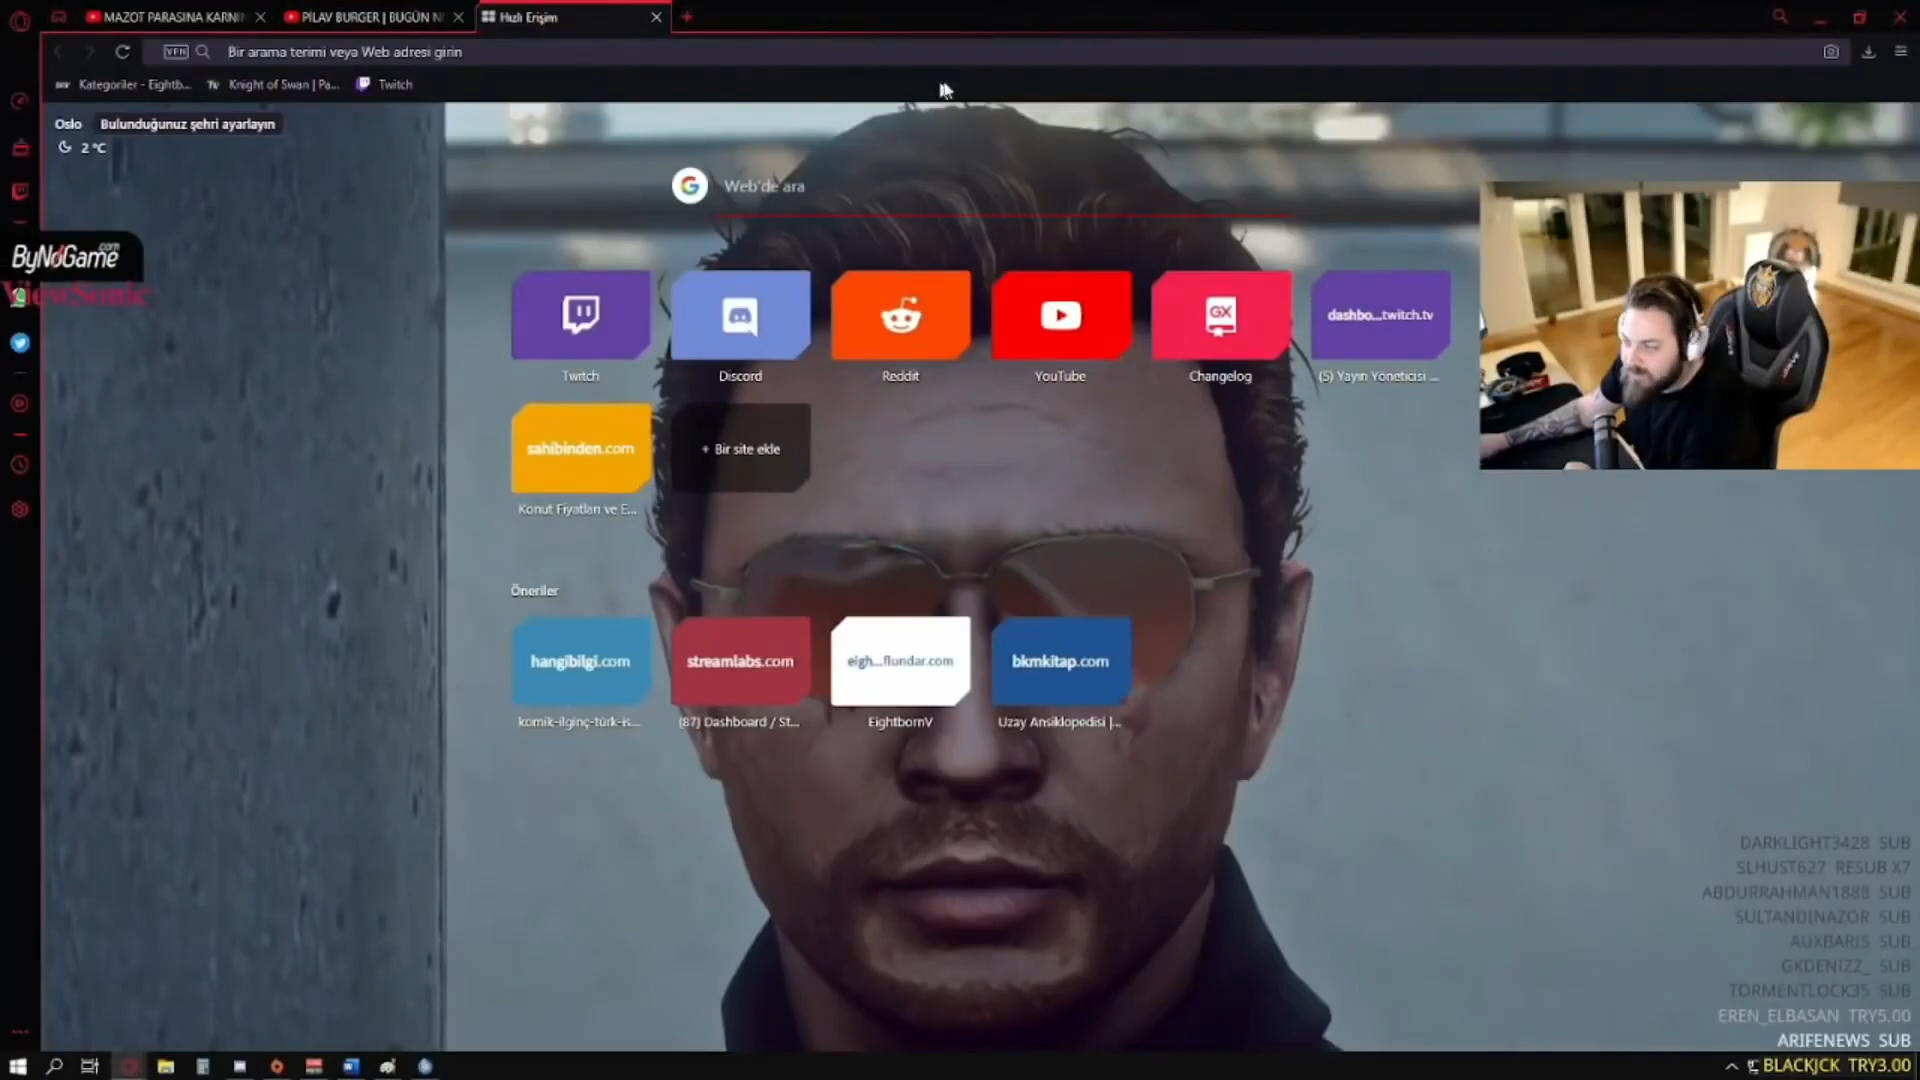 MAZOT PARASINA KARNI
PİLAV BURGER | BUGÜN N
Hızlı Erişim
VPN
Bir arama terimi veya Web adresi girin
Kategoriler - Eightb...
Knight of Swan | Pa...
Twitch
Oslo
Bulunduğunuz şehri ayarlayın
2 °C
Web'de ara
ByNoGame.com
ViewSonic
dashbo...twitch.tv
GX
Twitch
Discord
Reddit
YouTube
Changelog
(5) Yayın Yöneticisi ...
sahibinden.com
+ Bir site ekle
Konut Fiyatları ve E...
Öneriler
hangibilgi.com
streamlabs.com
eigh...flundar.com
bkmkitap.com
komik-ilginç-türk-is...
(87) Dashboard / St...
EightbornV
Uzay Ansiklopedisi |...
DARKLIGHT3428 SUB
SLHUST627 RESUB X7
ABDURRAHMAN1888 SUB
SULTANDINAZOR SUB
AUXBARIS SUB
GKDENIZZ_ SUB
TORMENTLOCK35 SUB
EREN_ELBASAN TRY5.00
ARIFENEWS SUB
BLACKJCK TRY3.00